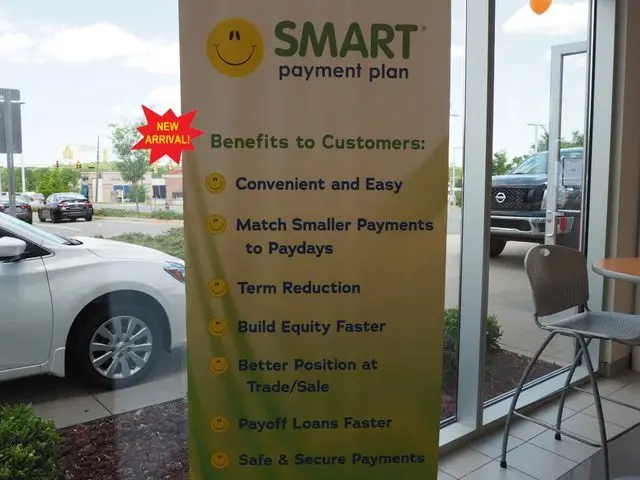 SMART®
payment plan
NEW
ARRIVAL!
Benefits to Customers:
Convenient and Easy
Match Smaller Payments
to Paydays
Term Reduction
Build Equity Faster
Better Position at
Trade/Sale
Payoff Loans Faster
Safe & Secure Payments